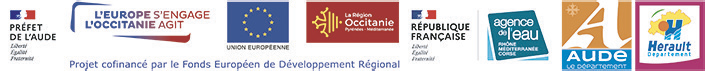 PRÉFET
DE L'AUDE
Liberté
Égalité
Fraternité
L'EUROPE S'ENGAGE
L'OCCITANIE AGIT
UNION EUROPÉENNE
La Région
Occitanie
Pyrénées - Méditerranée
RÉPUBLIQUE
FRANÇAISE
Liberté
Égalité
Fraternité
agence
de l'eau
RHÔNE
MÉDITERRANÉE
CORSE
AUDE
LE DÉPARTEMENT
Hérault
Département
Projet cofinancé par le Fonds Européen de Développement Régional